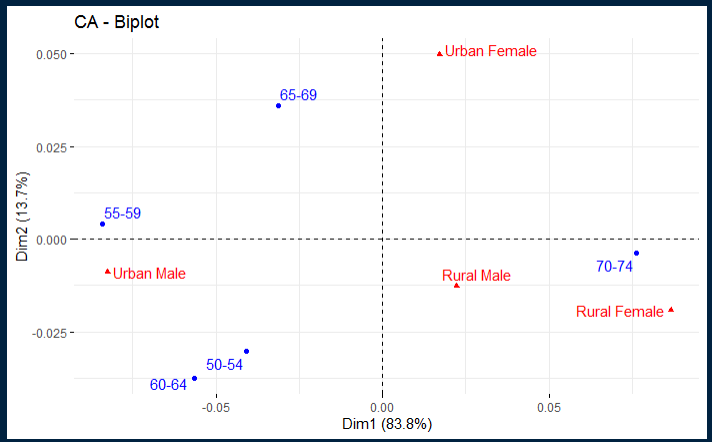 CA - Biplot
0.050
Urban Female
65-69
0.025
55-59
0.000
Urban Male
Rural Male
70-74
Rural Female
-0.025
50-54
60-64
-0.05
0.00
0.05
Dim1 (83.8%)
Dim2 (13.7%)